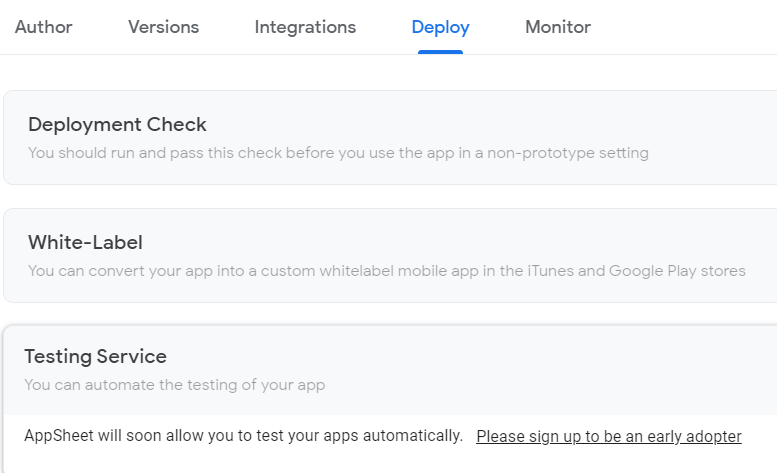 Author Versions Integrations Deploy Monitor
Deployment Check
You should run and pass this check before you use the app in a non-prototype setting
White-Label
You can convert your app into a custom whitelabel mobile app in the iTunes and Google Play stores
Testing Service
You can automate the testing of your app
AppSheet will soon allow you to test your apps automatically. Please sign up to be an early adopter